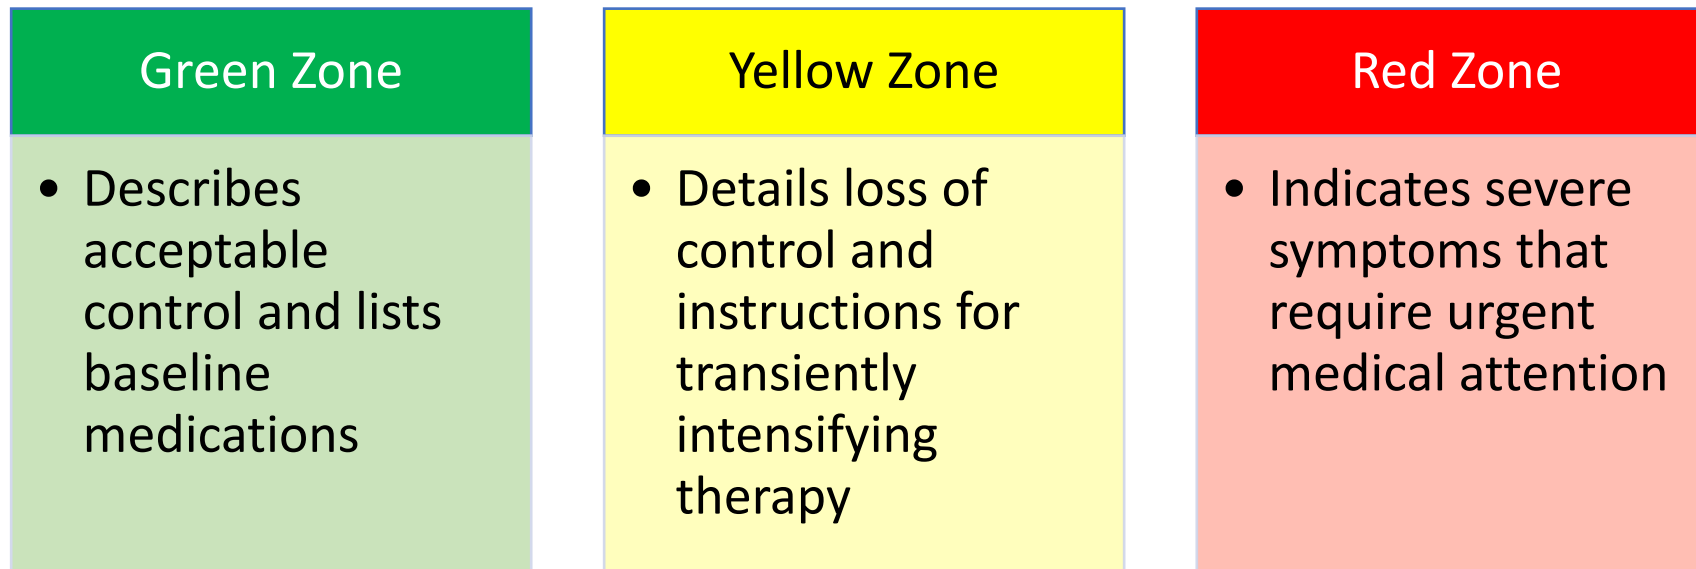 Green Zone
• Describes
acceptable
control and lists
baseline
medications
Yellow Zone
• Details loss of
control and
instructions for
transiently
intensifying
therapy
Red Zone
• Indicates severe
symptoms that
require urgent
medical attention